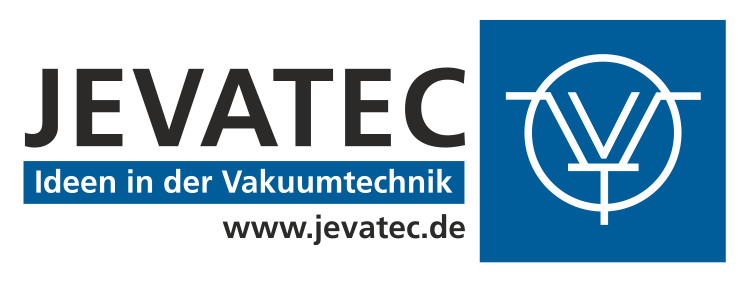 JEVATEC
Ideen in der Vakuumtechnik
www.jevatec.de